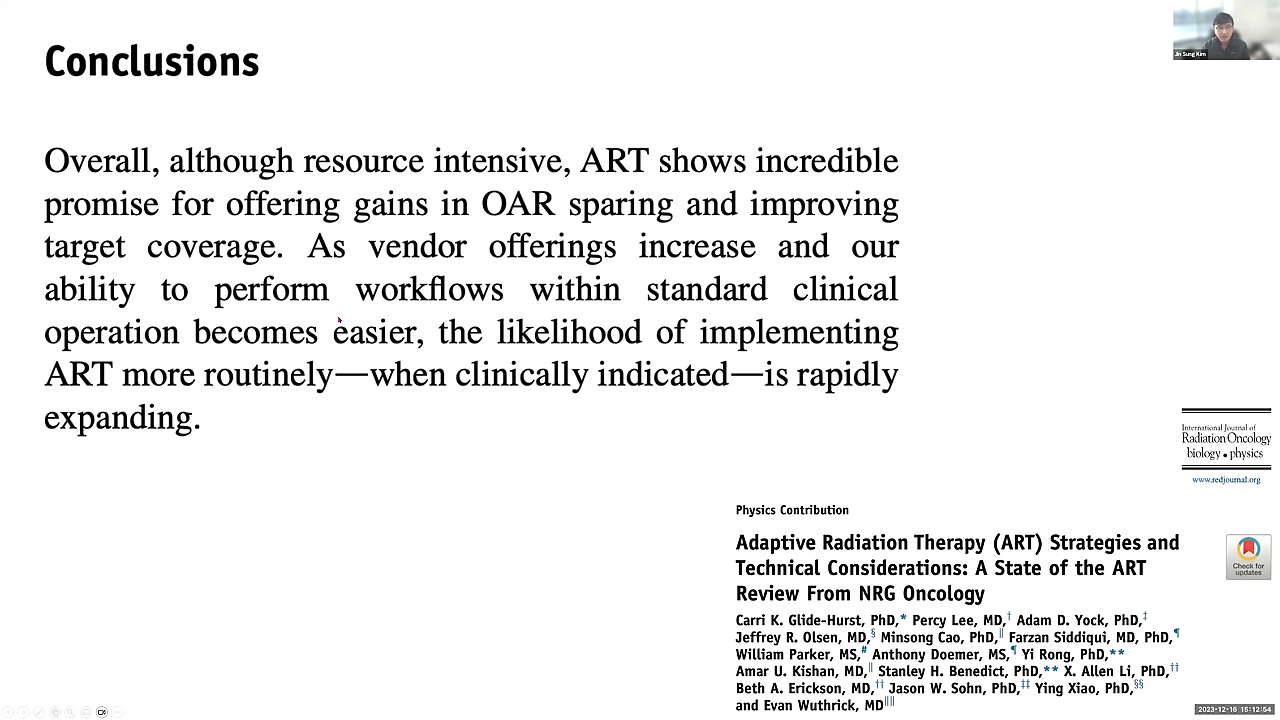 Conclusions
Jin Sung Kim
Overall, although resource intensive, ART shows incredible
promise for offering gains in OAR sparing and improving
target coverage. As vendor offerings increase and our
ability to perform workflows within standard clinical
operation becomes easier, the likelihood of implementing
ART more routinely—when clinically indicated—is rapidly
expanding.
International Journal of
Radiation Oncology
biology • physics
www.redjournal.org
Physics Contribution
Adaptive Radiation Therapy (ART) Strategies and
Technical Considerations: A State of the ART
Review From NRG Oncology
Check for
updates
Carri K. Glide-Hurst, PhD,* Percy Lee, MD,† Adam D. Yock, PhD,‡
Jeffrey R. Olsen, MD,§ Minsong Cao, PhD,‖ Farzan Siddiqui, MD, PhD,¶
William Parker, MS,# Anthony Doemer, MS,¶ Yi Rong, PhD,**
Amar U. Kishan, MD,‖ Stanley H. Benedict, PhD,** X. Allen Li, PhD,††
Beth A. Erickson, MD,†† Jason W. Sohn, PhD,‡‡ Ying Xiao, PhD,§§
and Evan Wuthrick, MD‖‖
2023-12-16 15:12:54